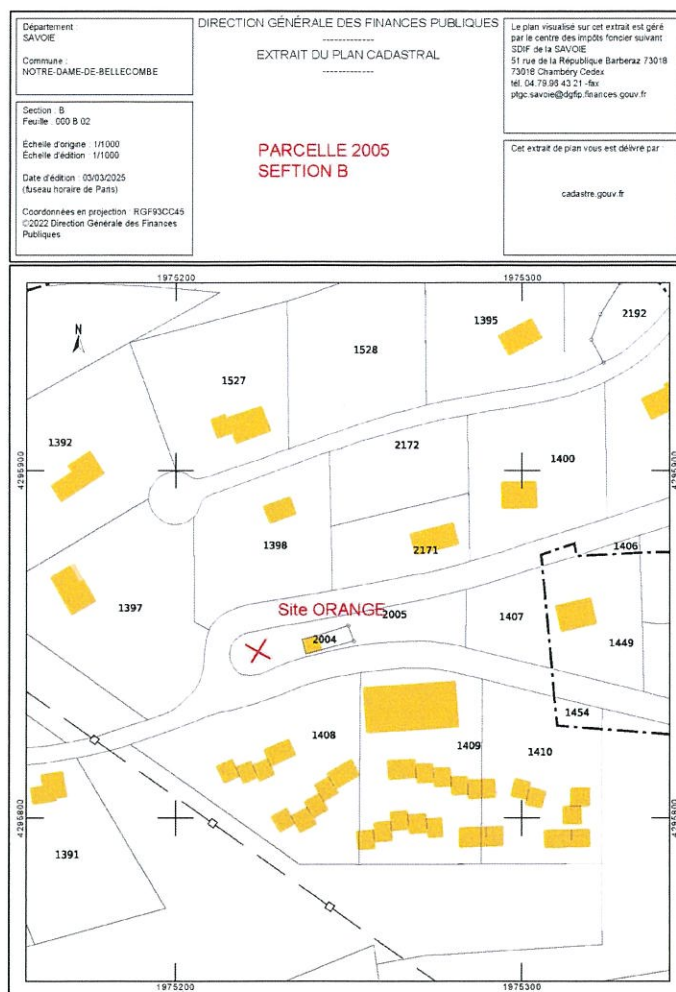 Département :
SAVOIE
Commune :
NOTRE-DAME-DE-BELLECOMBE
Section : B
Feuille : 000 B 02
Échelle d'origine : 1/1000
Échelle d'édition : 1/1000
Date d'édition : 03/03/2025
(fuseau horaire de Paris)
Coordonnées en projection : RGF93CC45
©2022 Direction Générale des Finances
Publiques
DIRECTION GÉNÉRALE DES FINANCES PUBLIQUES
-------------
EXTRAIT DU PLAN CADASTRAL
-------------
PARCELLE 2005
SEFTION B
Le plan visualisé sur cet extrait est géré
par le centre des impôts foncier suivant :
SDIF de la SAVOIE
51 rue de la République Barberaz 73018
73018 Chambéry Cedex
tél. 04.79.96 43 21 -fax
ptgc.savoie@dgfip.finances.gouv.fr
Cet extrait de plan vous est délivré par :
cadastre.gouv.fr
1975200
1975300
N
1395
2192
1528
1527
1392
2172
1400
4295900
4295900
1398
2171
1406
1397
Site ORANGE
2005
1407
2004
1449
1454
1408
1409
1410
4295800
4295800
1391
1975200
1975300